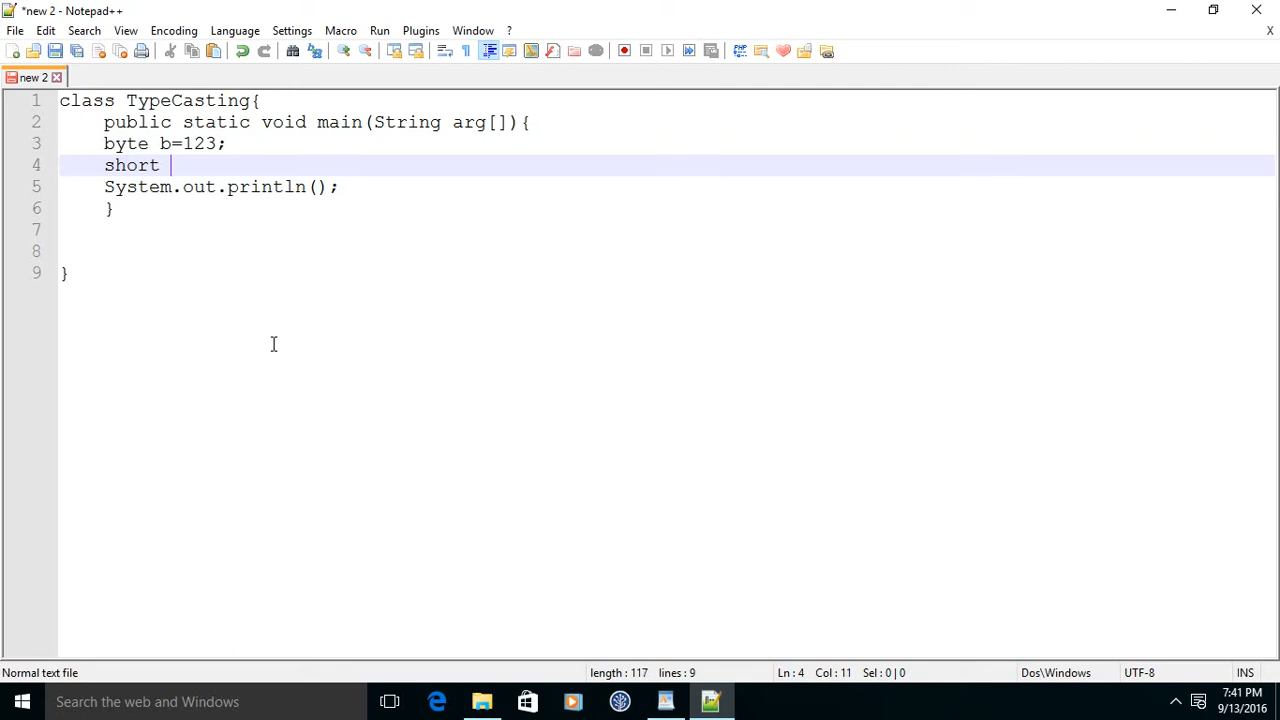 *new 2 - Notepad++
File Edit Search View Encoding Language Settings Macro Run Plugins Window ? X
new 2
1 class TypeCasting{
2 public static void main(String arg[]){
3 byte b=123;
4 short
5 System.out.println();
6 }
7
8
9 }
Normal text file length : 117 lines : 9 Ln : 4 Col : 11 Sel : 0 | 0 Dos\Windows UTF-8 INS
Search the web and Windows
7:41 PM
9/13/2016